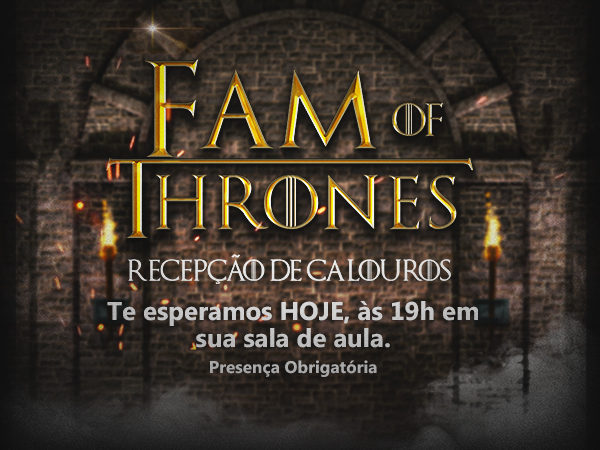 FAM OF
THRONES
RECEPÇÃO DE CALOUROS
Te esperamos HOJE, às 19h em
sua sala de aula.
Presença Obrigatória